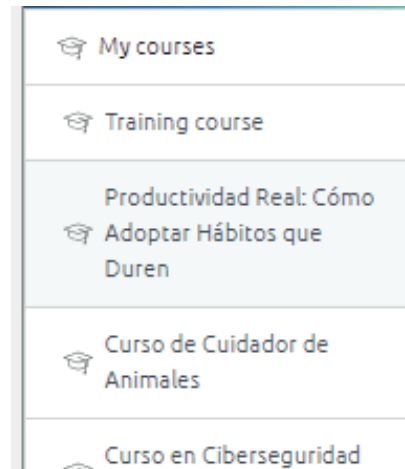 My courses
Training course
Productividad Real: Cómo
Adoptar Hábitos que
Duren
Curso de Cuidador de
Animales
Curso en Ciberseguridad